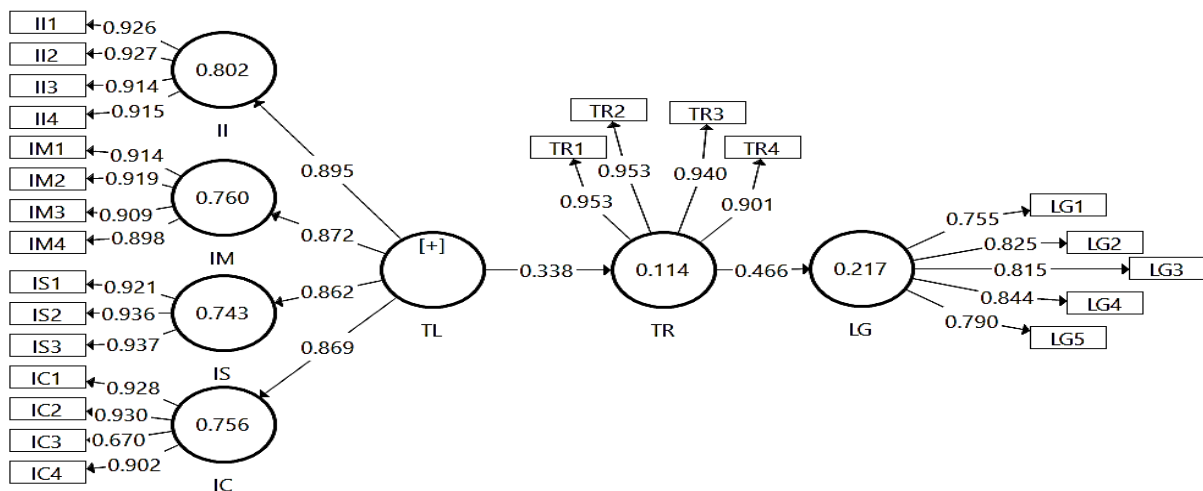 II1
0.926
II2
0.927
II3
0.914
II4
0.915
0.802
II
IM1
0.914
IM2
0.919
IM3
0.909
IM4
0.898
0.760
IM
IS1
0.921
IS2
0.936
IS3
0.937
0.743
IS
IC1
0.928
IC2
0.930
IC3
0.670
IC4
0.902
0.756
IC
0.895
0.872
0.862
0.869
[+]
TL
0.338
TR1
TR2
TR3
TR4
0.953
0.953
0.940
0.901
0.114
TR
0.466
0.217
LG
0.755
LG1
0.825
LG2
0.815
LG3
0.844
LG4
0.790
LG5